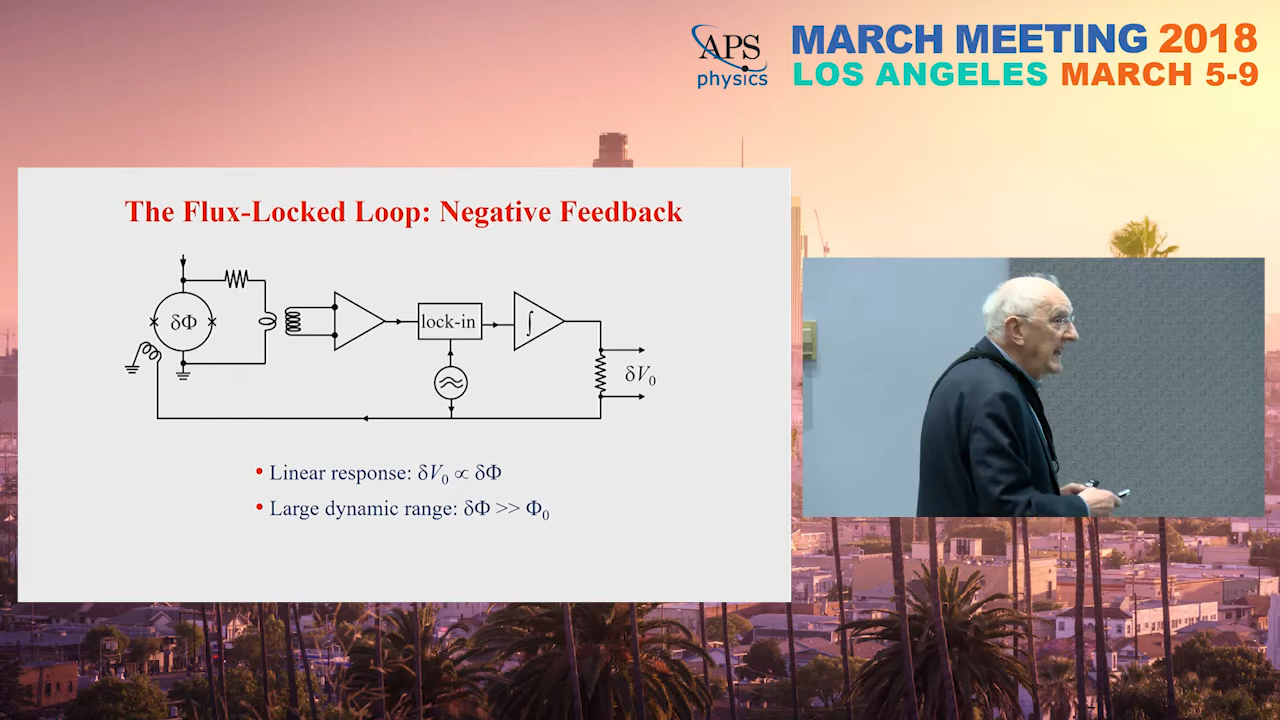 APS
physics
MARCH MEETING 2018
LOS ANGELES MARCH 5-9
The Flux-Locked Loop: Negative Feedback
δΦ
lock-in
∫
δV₀
• Linear response: δV₀ ∝ δΦ
• Large dynamic range: δΦ >> Φ₀